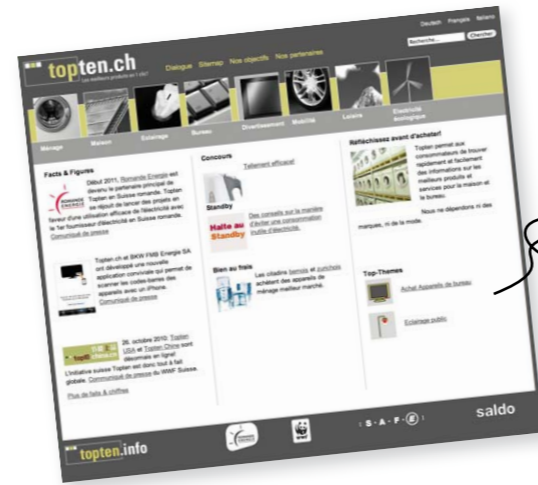 Deutsch Français Italiano
topten.ch
Les meilleurs produits en 1 clic!
Dialogue Sitemap Nos objectifs Nos partenaires
Recherche... Chercher
Ménage
Maison
Eclairage
Bureau
Divertissement
Mobilité
Loisirs
Electricité
écologique
Facts & Figures
ROMANDE
ENERGIE
Début 2011, Romande Energie est
devenu le partenaire principal de
Topten en Suisse romande. Topten
se réjouit de lancer des projets en
faveur d'une utilisation efficace de l'électricité avec
le 1er fournisseur d'électricité en Suisse romande.
Comuniqué de presse
Topten.ch et BKW FMB Energie SA
ont développé une nouvelle
application conviviale qui permet de
scanner les codes-barres des
appareils avec un iPhone.
Comuniqué de presse
26. octobre 2010: Topten
USA et Topten Chine sont
désormais en ligne!
L'initiative suisse Topten est donc tout à fait
globale. Communiqué de presse du WWF Suisse.
Plus de faits & chiffres
Concours
Tellement efficace!
Standby
Halte au
Standby
Des conseils sur la manière
d'éviter une consommation
inutile d'électricité.
Bien au frais
Les citadins bernois et zurichois
achètent des appareils de
ménage meilleur marché.
Réfléchissez avant d'acheter!
Topten permet aux
consommateurs de trouver
rapidement et facilement
des informations sur les
meilleurs produits et
services pour la maison et
le bureau.
Nous ne dépendons ni des
marques, ni de la mode.
Top-Themes
Achat Appareils de bureau
Eclairage public
topten.info
WWF
S·A·F·E
saldo